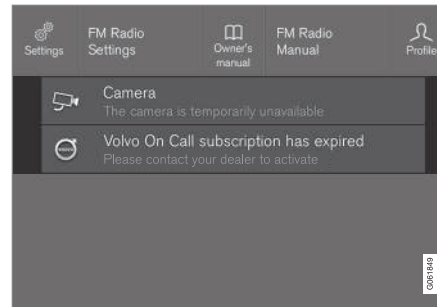 Settings
FM Radio
Settings
Owner's
manual
FM Radio
Manual
Profile
Camera
The camera is temporarily unavailable
Volvo On Call subscription has expired
Please contact your dealer to activate
G061849